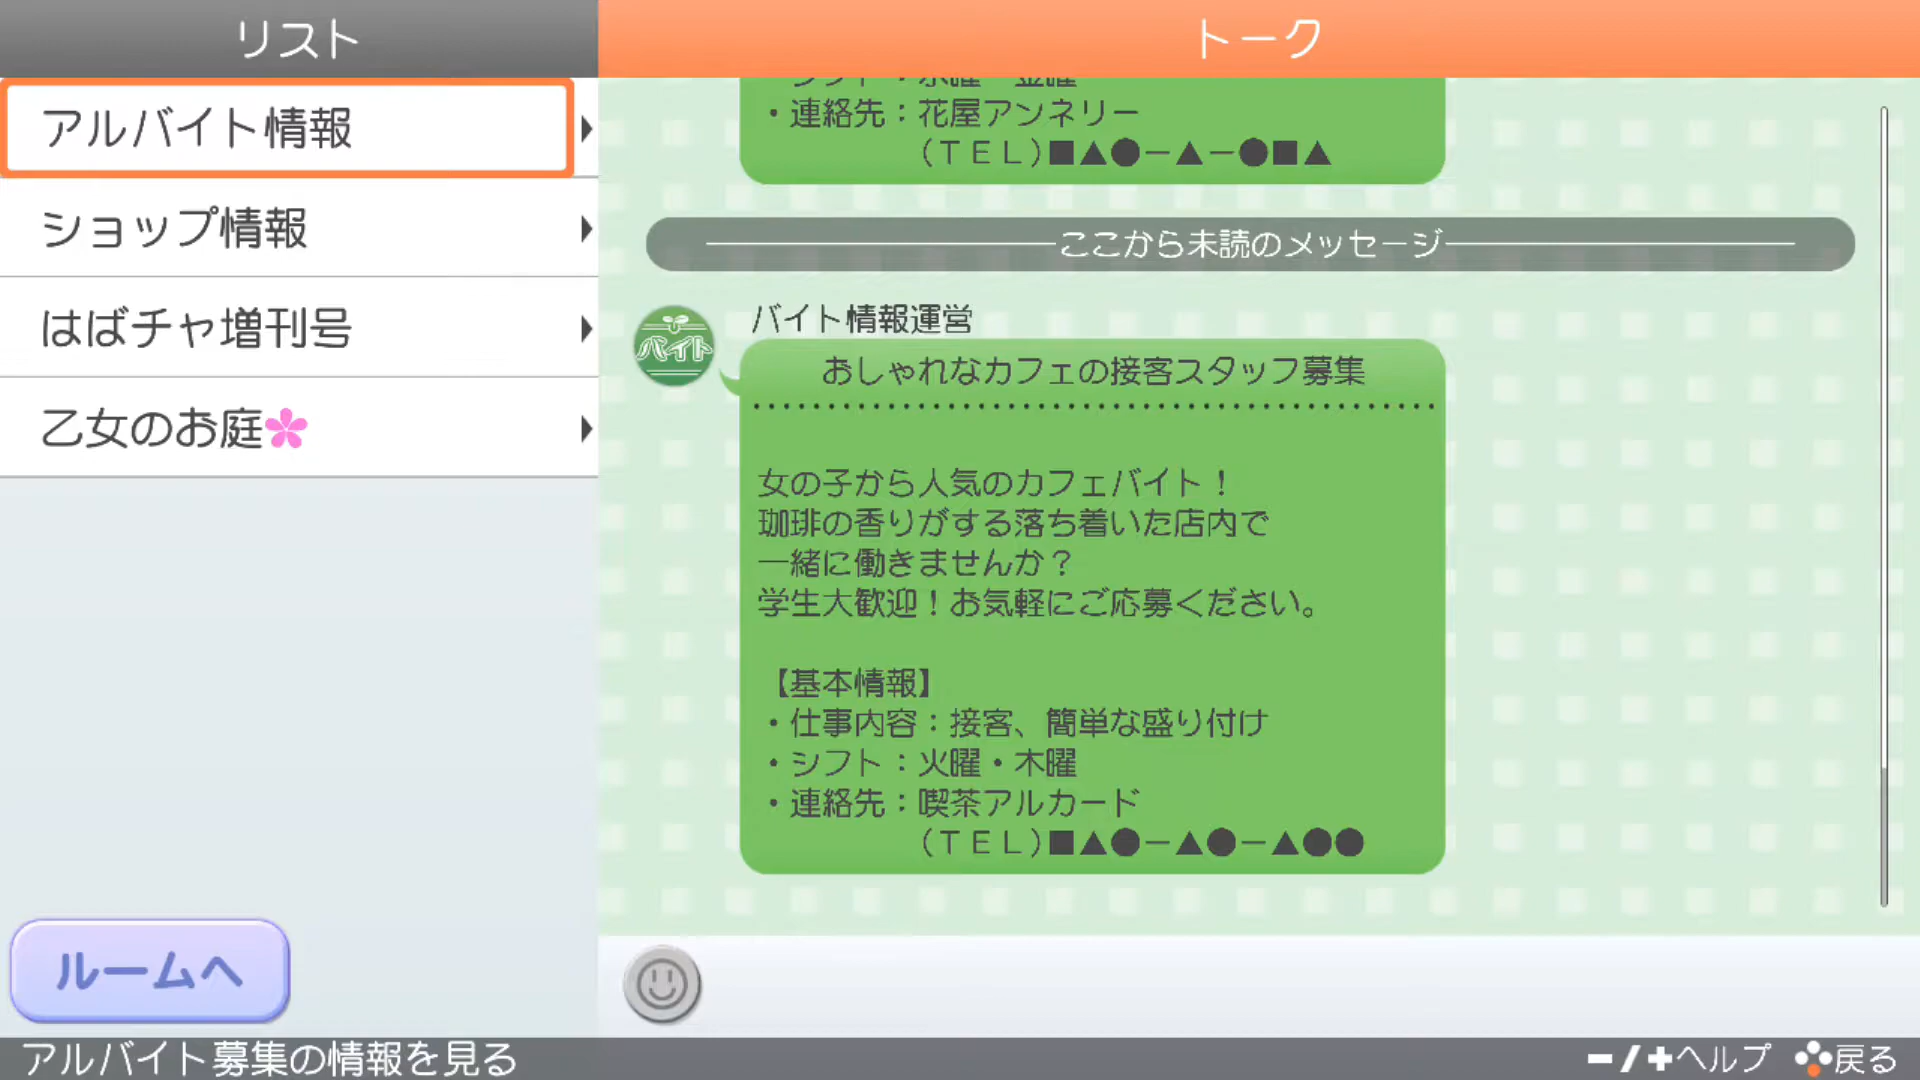 リスト
トーク
アルバイト情報
ショップ情報
はばチャ増刊号
乙女のお庭
ルームへ
・連絡先：花屋アンネリー
（ＴＥＬ）■▲●ー▲ー●■▲
ここから未読のメッセージ
バイト
バイト情報運営
おしゃれなカフェの接客スタッフ募集
女の子から人気のカフェバイト！
珈琲の香りがする落ち着いた店内で
一緒に働きませんか？
学生大歓迎！お気軽にご応募ください。
【基本情報】
・仕事内容：接客、簡単な盛り付け
・シフト：火曜・木曜
・連絡先：喫茶アルカード
（ＴＥＬ）■▲●ー▲●ー▲●●
アルバイト募集の情報を見る
ー/+ヘルプ
戻る